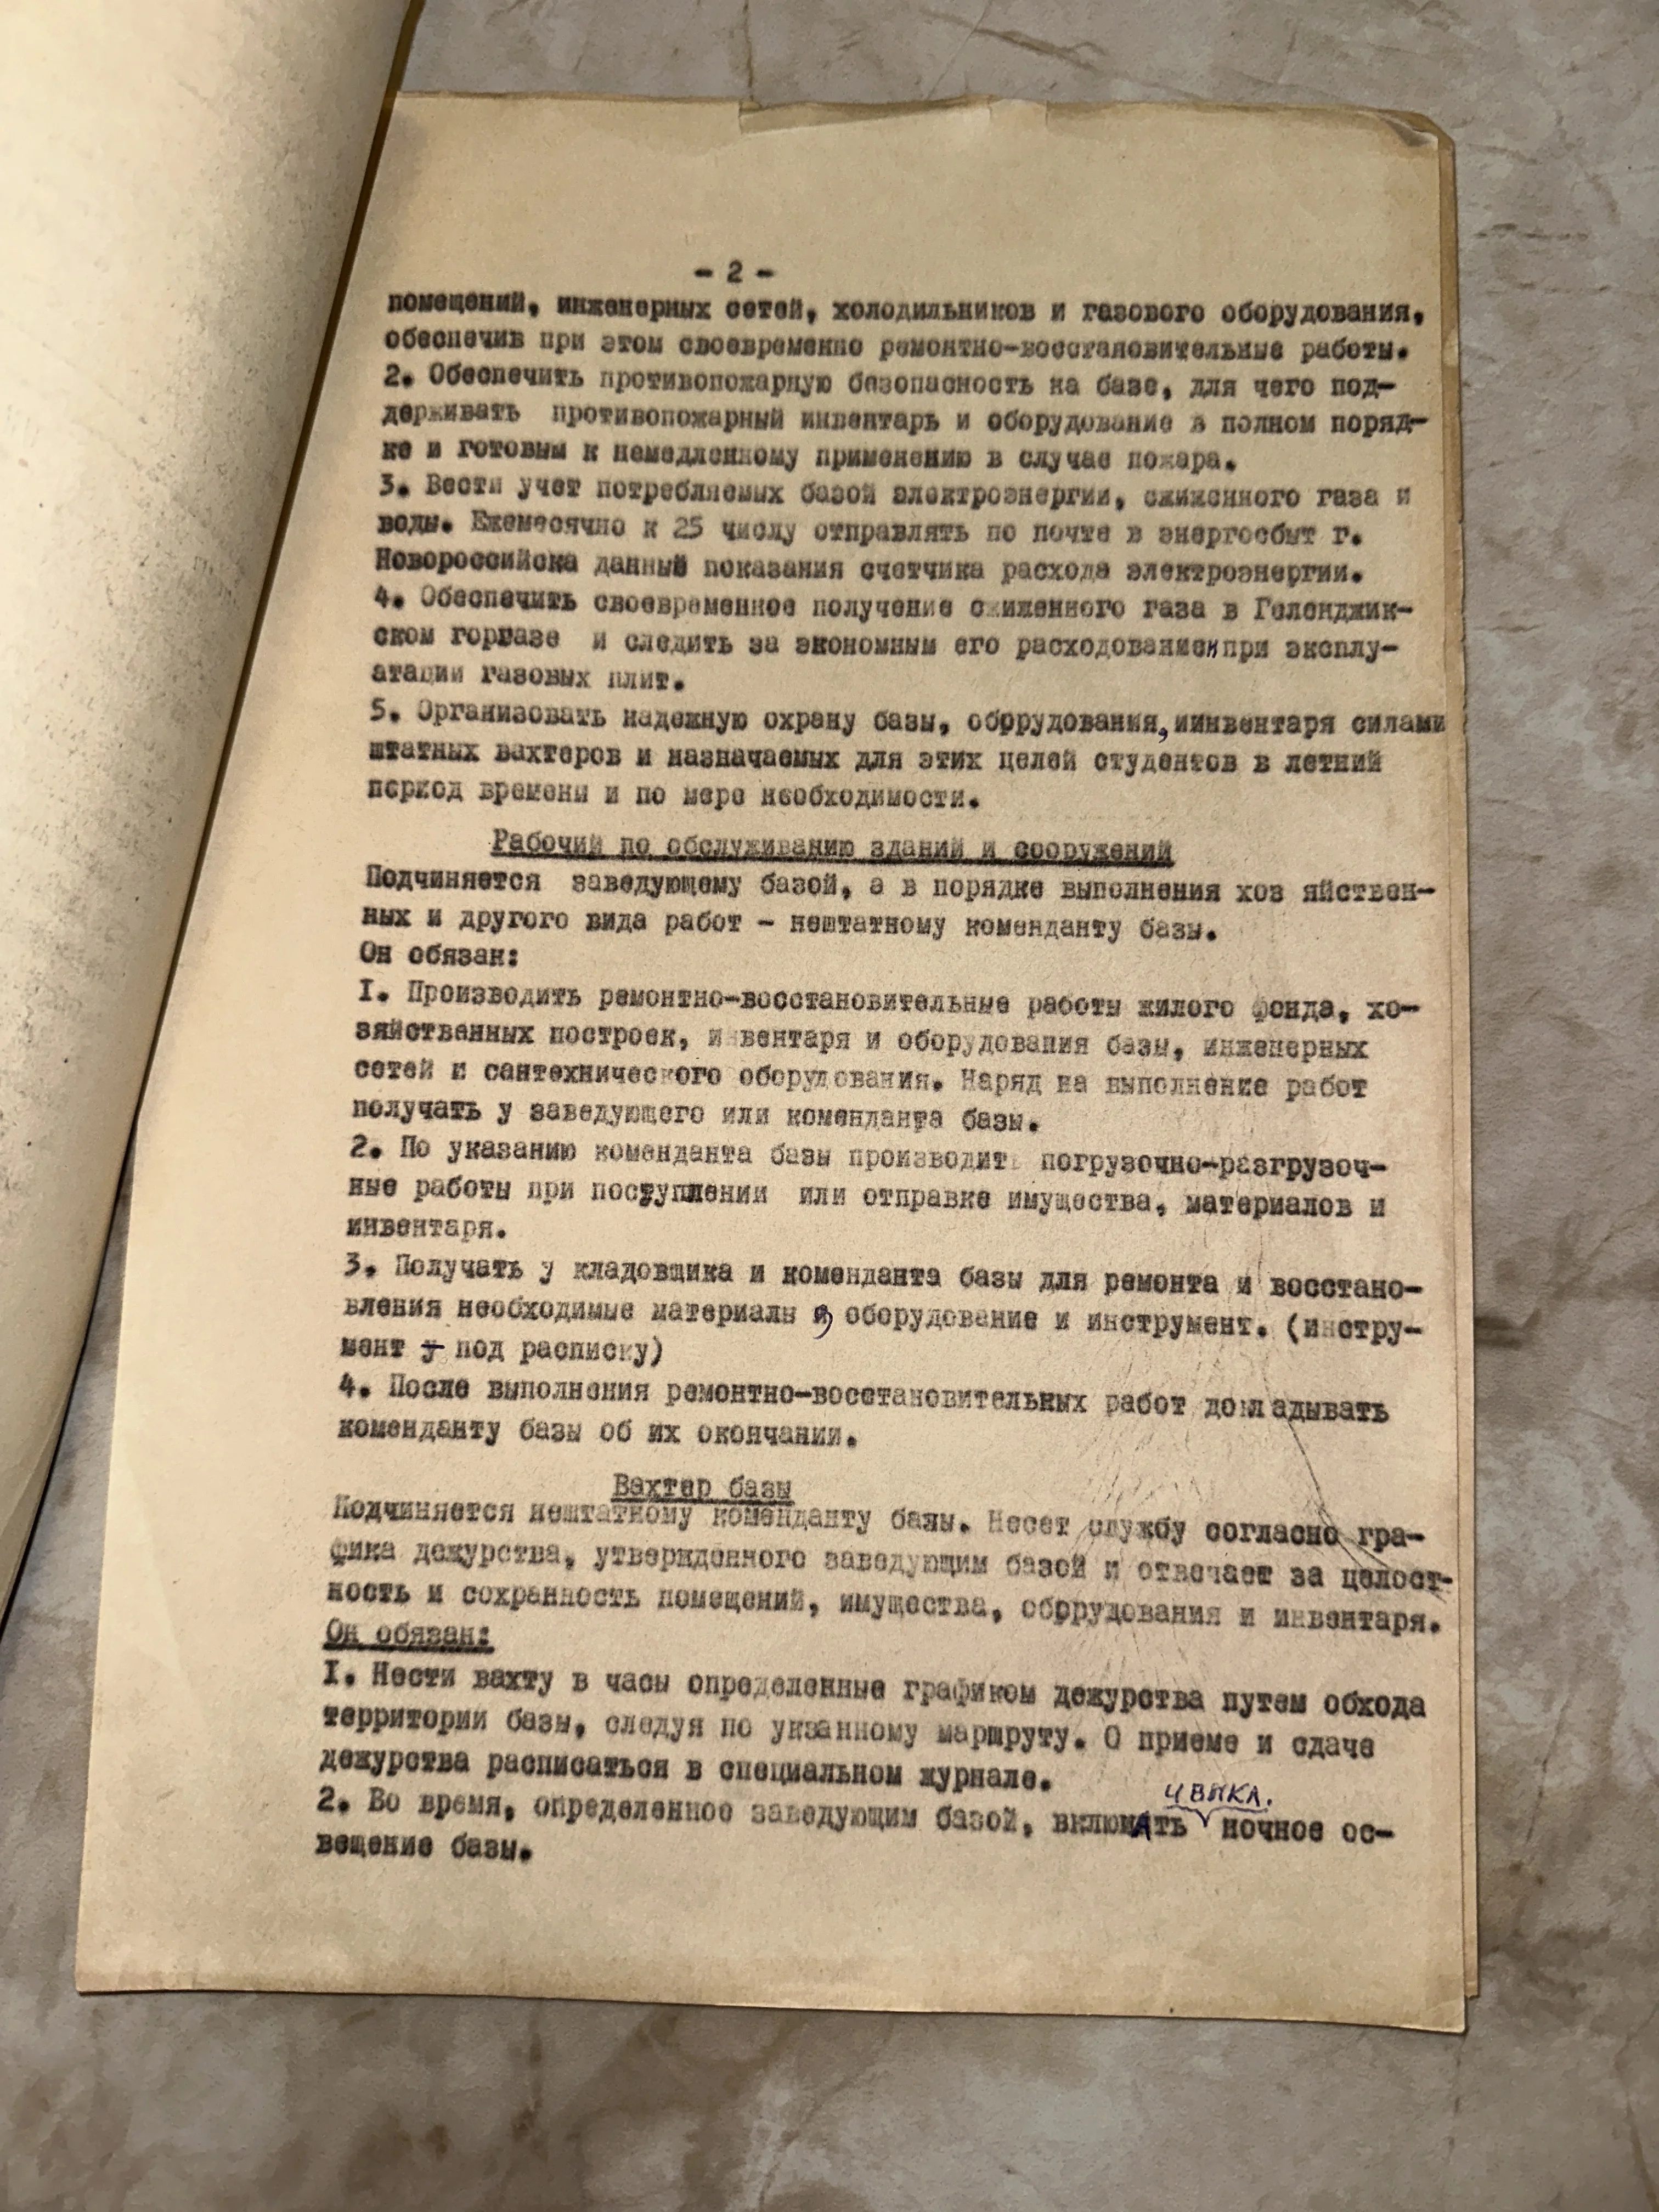 - 2 -
помещений, инженерных сетей, холодильников и газового оборудования,
обеспечив при этом своевременно ремонтно-восстановительные работы.
2. Обеспечить противопожарную безопасность на базе, для чего под-
держивать противопожарный инвентарь и оборудование в полном поряд-
ке и готовым к немедленному применению в случае пожара.
3. Вести учет потребляемых базой электроэнергии, сжиженного газа и
воды. Ежемесячно к 25 числу отправлять по почте в энергосбыт г.
Новороссийска данные показания счетчика расхода электроэнергии.
4. Обеспечить своевременное получение сжиженного газа в Геленджик-
ском горгазе и следить за экономным его расходованием при эксплу-
атации газовых плит.
5. Организовать надежную охрану базы, оборудования, и инвентаря силами
штатных вахтеров и назначаемых для этих целей студентов в летний
период времени и по мере необходимости.
Рабочий по обслуживанию зданий и сооружений
Подчиняется заведующему базой, а в порядке выполнения хоз яйствен-
ных и другого вида работ - нештатному коменданту базы.
Он обязан:
I. Производить ремонтно-восстановительные работы жилого фонда, хо-
зяйственных построек, инвентаря и оборудования базы, инженерных
сетей и сантехнического оборудования. Наряд на выполнение работ
получать у заведующего или коменданта базы.
2. По указанию коменданта базы производить погрузочно-разгрузоч-
ные работы при поступлении или отправке имущества, материалов и
инвентаря.
3. Получать у кладовщика и коменданта базы для ремонта и восстано-
вления необходимые материалы, оборудование и инструмент. (инстру-
мент у под расписку)
4. После выполнения ремонтно-восстановительных работ докладывать
коменданту базы об их окончании.
Вахтер базы
Подчиняется нештатному коменданту базы. Несет службу согласно гра-
фика дежурства, утвержденного заведующим базой и отвечает за целост-
ность и сохранность помещений, имущества, оборудования и инвентаря.
Он обязан:
I. Нести вахту в часы определенные графиком дежурства путем обхода
территории базы, следуя по указанному маршруту. О приеме и сдаче
дежурства расписаться в специальном журнале.
и выкл.
2. Во время, определенное заведующим базой, включать ночное ос-
вещение базы.